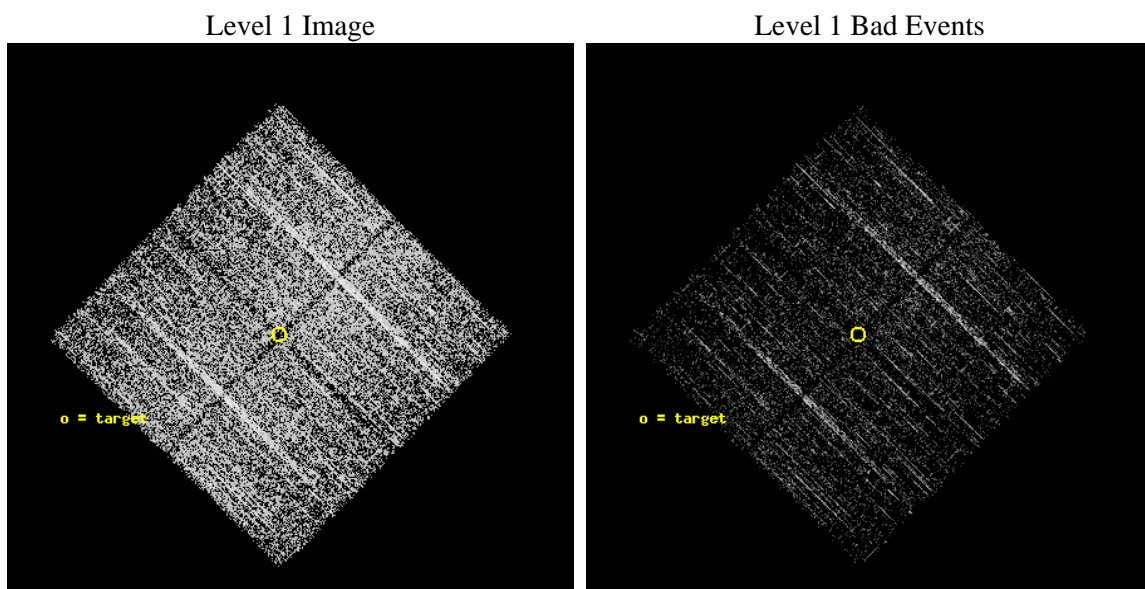 Level 1 Image
Level 1 Bad Events
o = target
o = target